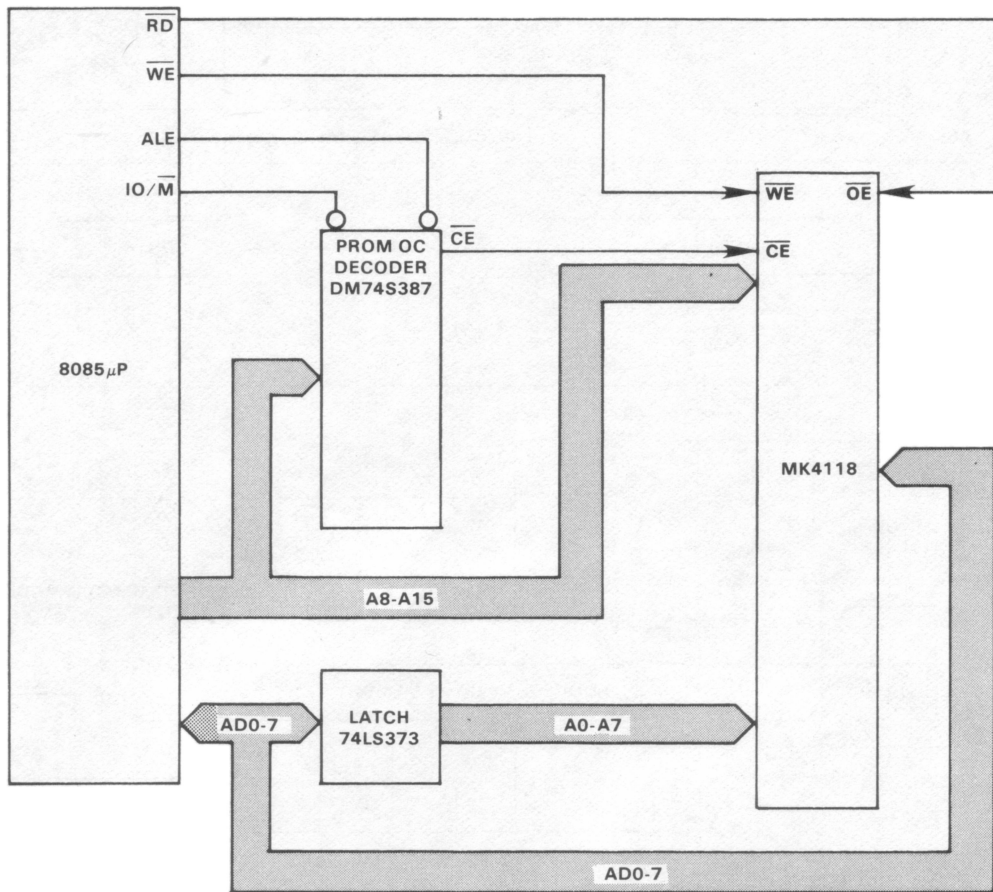 RD
WE
ALE
IO/M
8085μP
PROM OC
DECODER
DM74S387
CE
WE
OE
CE
MK4118
A8-A15
AD0-7
LATCH
74LS373
A0-A7
AD0-7